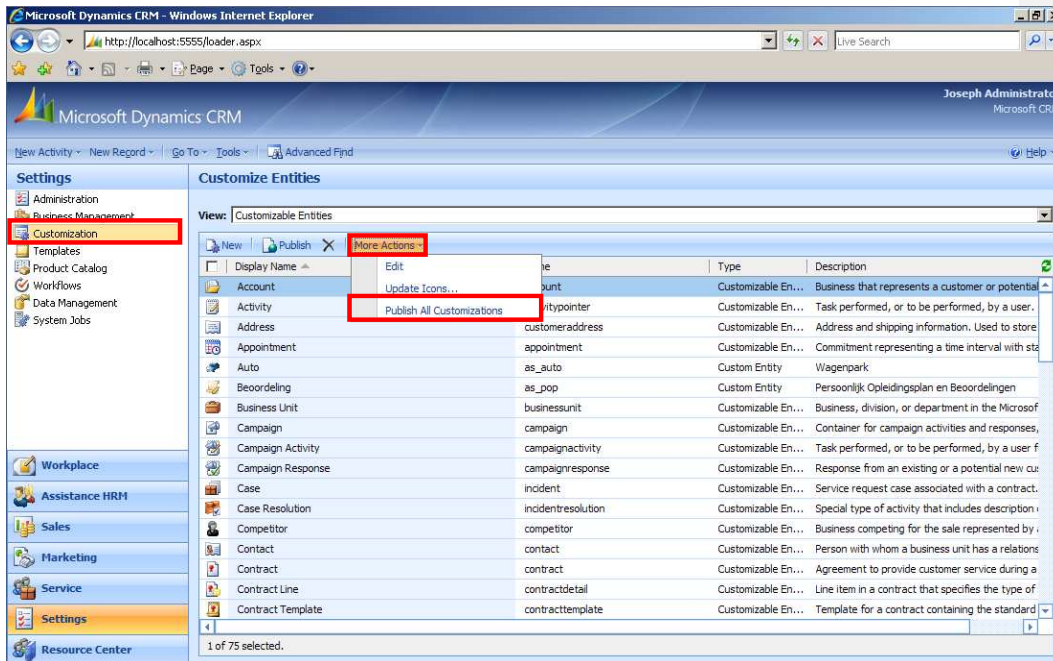 Microsoft Dynamics CRM - Windows Internet Explorer
http://localhost:5555/loader.aspx
Live Search
Page Tools
Joseph Administrato
Microsoft CR
Microsoft Dynamics CRM
New Activity New Record Go To Tools Advanced Find Help
Settings
Administration
Business Management
Customization
Templates
Product Catalog
Workflows
Data Management
System Jobs
Workplace
Assistance HRM
Sales
Marketing
Service
Settings
Resource Center
Customize Entities
View: Customizable Entities
New Publish More Actions
Edit
Update Icons...
Publish All Customizations
Display Name me Type Description
Account ount Customizable En... Business that represents a customer or potential
Activity vitypointer Customizable En... Task performed, or to be performed, by a user.
Address customeraddress Customizable En... Address and shipping information. Used to store
Appointment appointment Customizable En... Commitment representing a time interval with sta
Auto as_auto Custom Entity Wagenpark
Beoordeling as_pop Custom Entity Persoonlijk Opleidingsplan en Beoordelingen
Business Unit businessunit Customizable En... Business, division, or department in the Microsof
Campaign campaign Customizable En... Container for campaign activities and responses,
Campaign Activity campaignactivity Customizable En... Task performed, or to be performed, by a user f
Campaign Response campaignresponse Customizable En... Response from an existing or a potential new cus
Case incident Customizable En... Service request case associated with a contract.
Case Resolution incidentresolution Customizable En... Special type of activity that includes description
Competitor competitor Customizable En... Business competing for the sale represented by
Contact contact Customizable En... Person with whom a business unit has a relations
Contract contract Customizable En... Agreement to provide customer service during a
Contract Line contractdetail Customizable En... Line item in a contract that specifies the type of
Contract Template contracttemplate Customizable En... Template for a contract containing the standard
1 of 75 selected.